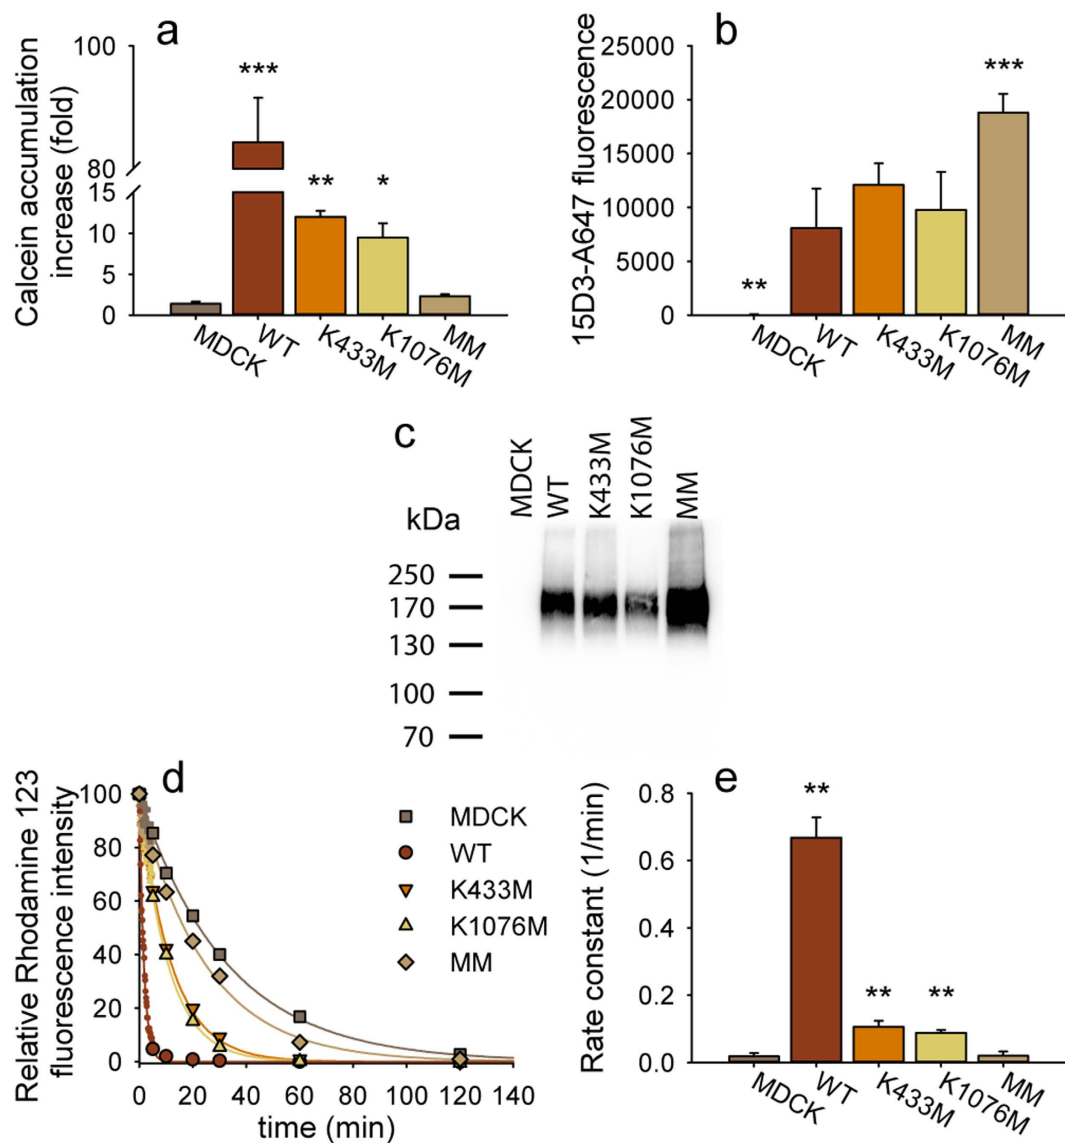 a
Calcein accumulation
increase (fold)
100
80
15
10
5
0
***
**
*
MDCK
WT
K433M
K1076M
MM
b
15D3-A647 fluorescence
25000
20000
15000
10000
5000
0
**
***
MDCK
WT
K433M
K1076M
MM
c
MDCK
WT
K433M
K1076M
MM
kDa
250
170
130
100
70
d
Relative Rhodamine 123
fluorescence intensity
100
80
60
40
20
0
MDCK
WT
K433M
K1076M
MM
0 20 40 60 80 100 120 140
time (min)
e
Rate constant (1/min)
0.8
0.6
0.4
0.2
0.0
**
**
**
MDCK
WT
K433M
K1076M
MM